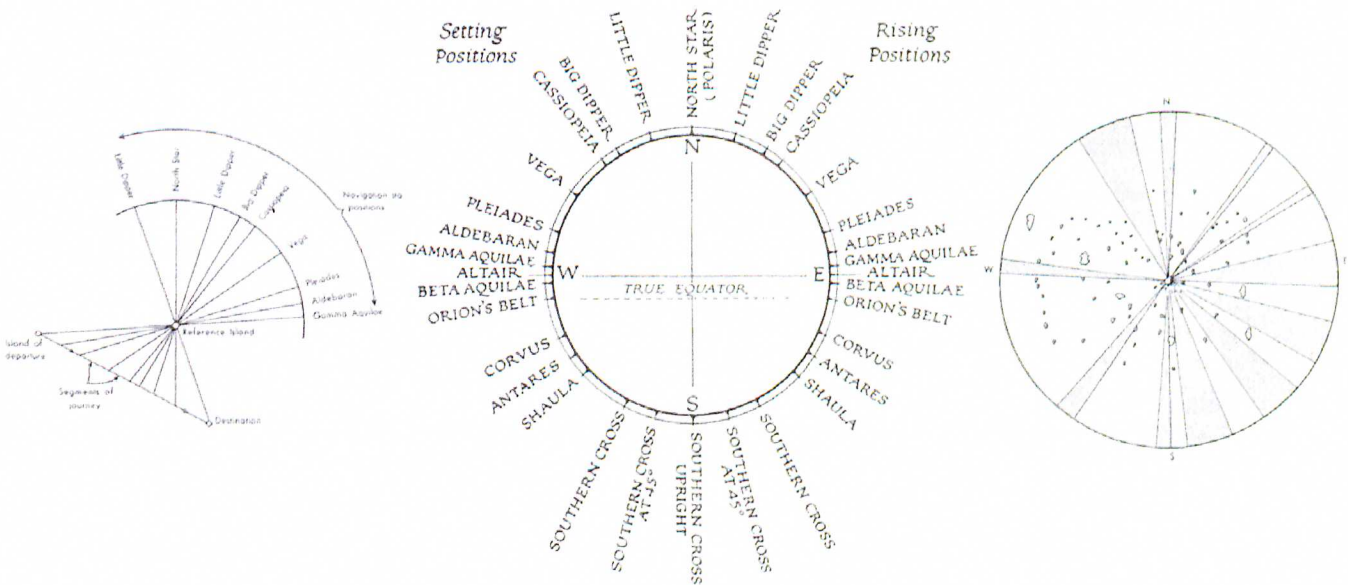 Little Dipper
North Star
Little Dipper
Big Dipper
Cassiopeia
Vega
Pleiades
Aldebaran
Gamma Aquilae
Navigation
positions
Reference Island
Island of
departure
Segments of
journey
Destination
Setting
Positions
Rising
Positions
NORTH STAR
(POLARIS)
LITTLE DIPPER
BIG DIPPER
CASSIOPEIA
VEGA
PLEIADES
ALDEBARAN
GAMMA AQUILAE
ALTAIR
BETA AQUILAE
ORION'S BELT
CORVUS
ANTARES
SHAULA
SOUTHERN CROSS
SOUTHERN CROSS
AT 45°
SOUTHERN CROSS
UPRIGHT
SOUTHERN CROSS
AT 45°
SOUTHERN CROSS
SHAULA
ANTARES
CORVUS
ORION'S BELT
BETA AQUILAE
ALTAIR
GAMMA AQUILAE
ALDEBARAN
PLEIADES
VEGA
CASSIOPEIA
BIG DIPPER
LITTLE DIPPER
N
W
E
TRUE EQUATOR
S
N
W
S